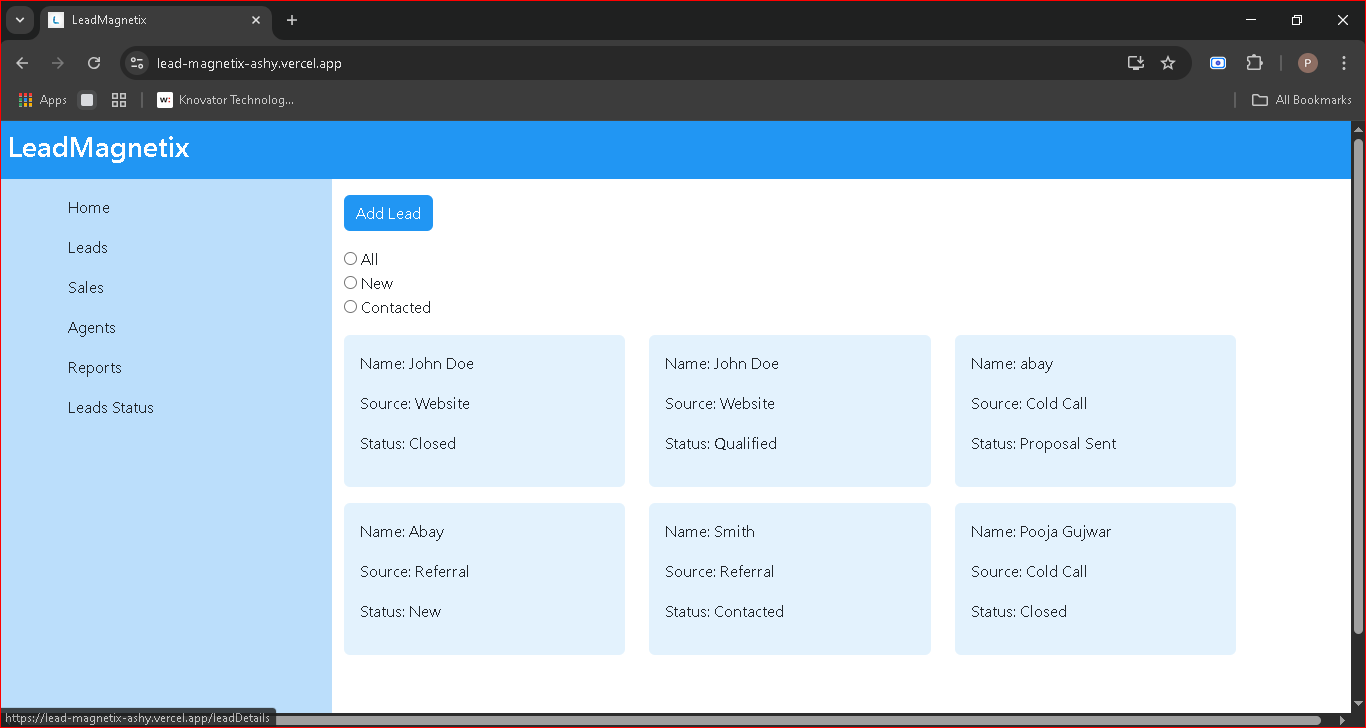 LeadMagnetix
lead-magnetix-ashy.vercel.app
P
Apps
Knovator Technolog...
All Bookmarks
LeadMagnetix
Home
Leads
Sales
Agents
Reports
Leads Status
Add Lead
All
New
Contacted
Name: John Doe
Source: Website
Status: Closed
Name: John Doe
Source: Website
Status: Qualified
Name: abay
Source: Cold Call
Status: Proposal Sent
Name: Abay
Source: Referral
Status: New
Name: Smith
Source: Referral
Status: Contacted
Name: Pooja Gujwar
Source: Cold Call
Status: Closed
https://lead-magnetix-ashy.vercel.app/leadDetails